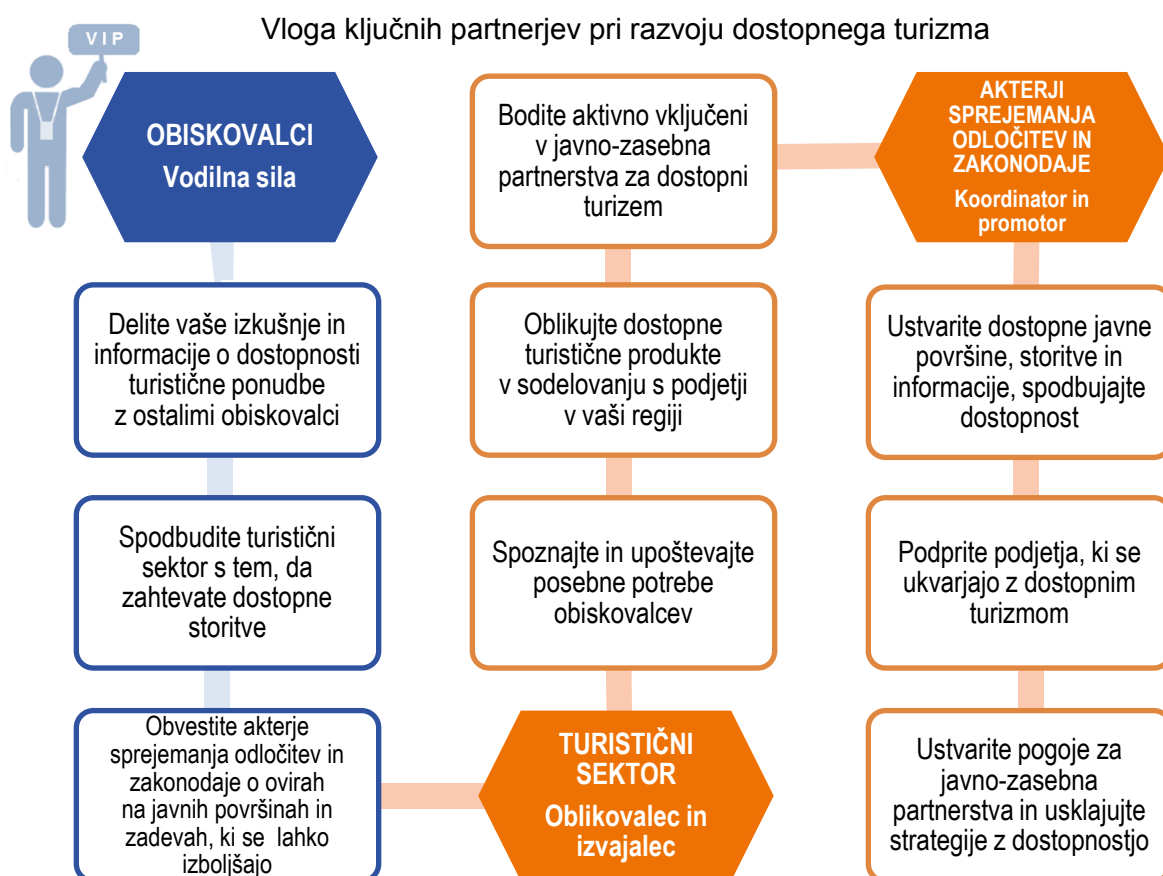 Vloga ključnih partnerjev pri razvoju dostopnega turizma
VIP
OBISKOVALCI
Vodilna sila
Delite vaše izkušnje in
informacije o dostopnosti
turistične ponudbe
z ostalimi obiskovalci
Spodbudite turistični
sektor s tem, da
zahtevate dostopne
storitve
Obvestite akterje
sprejemanja odločitev in
zakonodaje o ovirah
na javnih površinah in
zadevah, ki se lahko
izboljšajo
TURISTIČNI
SEKTOR
Oblikovalec in
izvajalec
Spoznajte in upoštevajte
posebne potrebe
obiskovalcev
Oblikujte dostopne
turistične produkte
v sodelovanju s podjetji
v vaši regiji
Bodite aktivno vključeni
v javno-zasebna
partnerstva za dostopni
turizem
AKTERJI
SPREJEMANJA
ODLOČITEV IN
ZAKONODAJE
Koordinator in
promotor
Ustvarite dostopne javne
površine, storitve in
informacije, spodbujajte
dostopnost
Podprite podjetja, ki se
ukvarjajo z dostopnim
turizmom
Ustvarite pogoje za
javno-zasebna
partnerstva in usklajujte
strategije z dostopnostjo